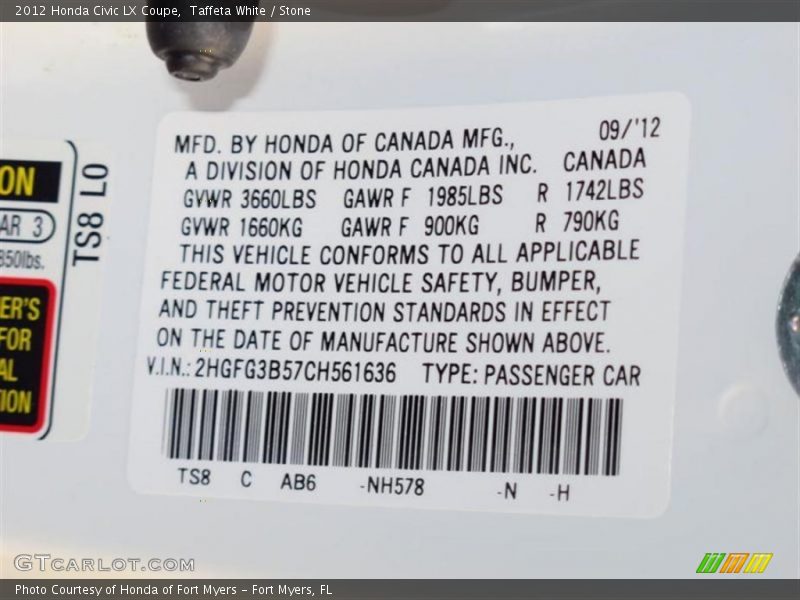 2012 Honda Civic LX Coupe, Taffeta White / Stone
ON
AR 3
850lbs.
ER'S
FOR
AL
TION
TS8 LO
MFD. BY HONDA OF CANADA MFG., 09/'12
A DIVISION OF HONDA CANADA INC. CANADA
GVWR 3660LBS GAWR F 1985LBS R 1742LBS
GVWR 1660KG GAWR F 900KG R 790KG
THIS VEHICLE CONFORMS TO ALL APPLICABLE
FEDERAL MOTOR VEHICLE SAFETY, BUMPER,
AND THEFT PREVENTION STANDARDS IN EFFECT
ON THE DATE OF MANUFACTURE SHOWN ABOVE.
V.I.N.: 2HGFG3B57CH561636 TYPE: PASSENGER CAR
TS8 C AB6 -NH578 -N -H
GTCARLOT.COM
Photo Courtesy of Honda of Fort Myers – Fort Myers, FL